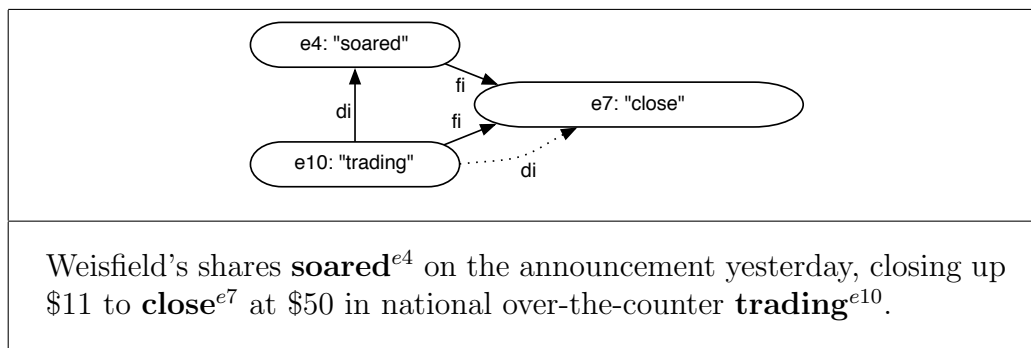 e4: "soared"
fi
e7: "close"
di
fi
e10: "trading"
di
Weisfield's shares soared^e4 on the announcement yesterday, closing up
$11 to close^e7 at $50 in national over-the-counter trading^e10.